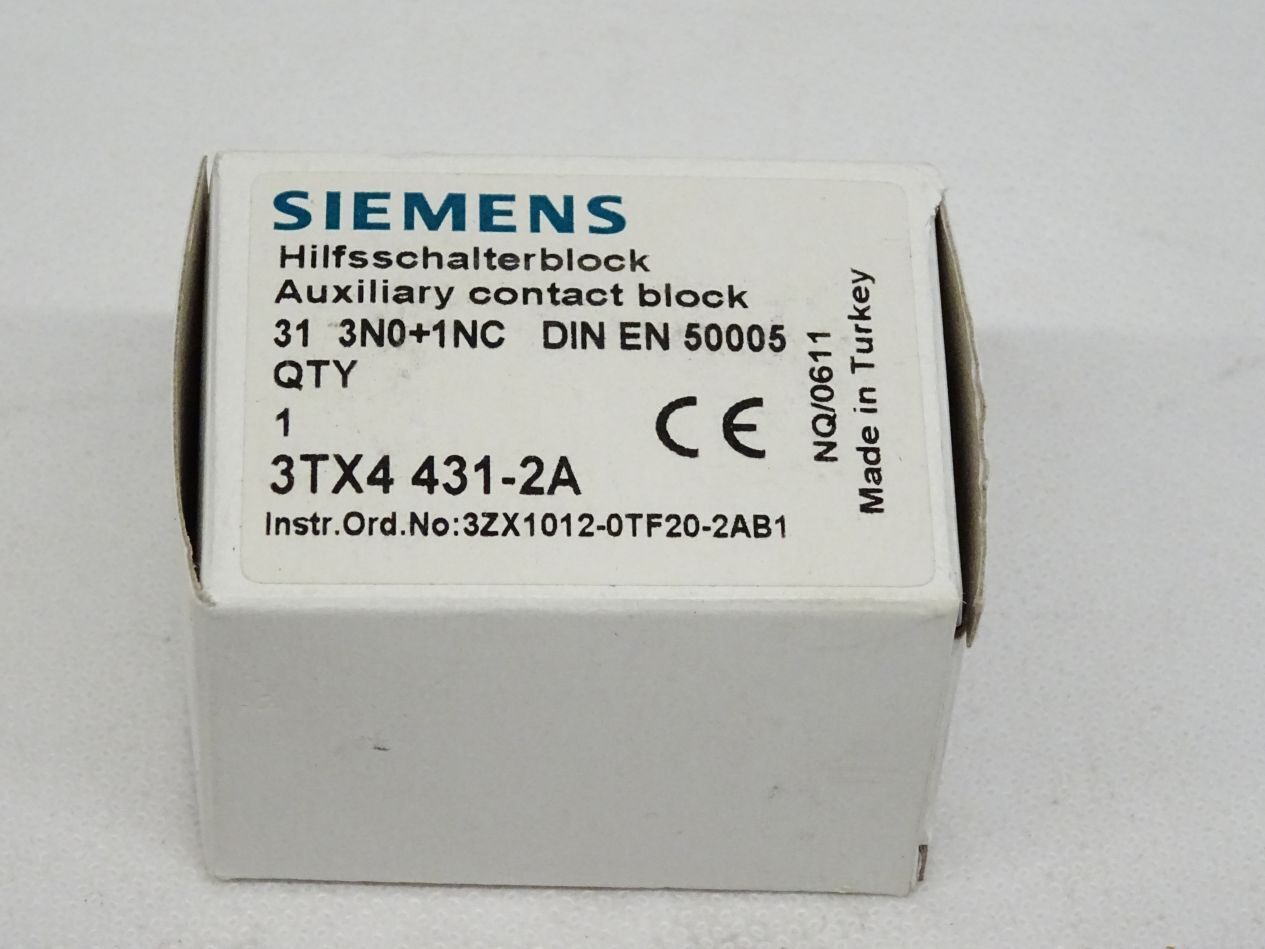 SIEMENS
Hilfsschalterblock
Auxiliary contact block
31 3N0+1NC DIN EN 50005
QTY
1
CE
3TX4 431-2A
Instr.Ord.No:3ZX1012-0TF20-2AB1
NQ/0611
Made in Turkey